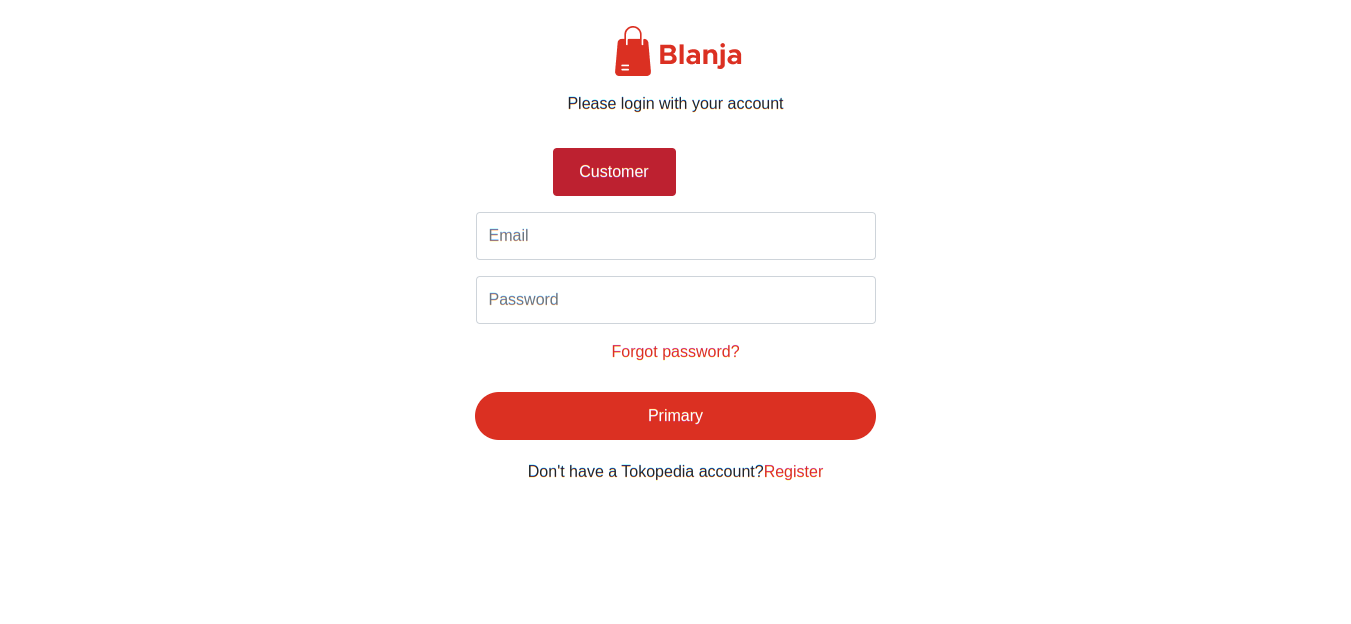 Blanja
Please login with your account
Customer
Email
Password
Forgot password?
Primary
Don't have a Tokopedia account?Register